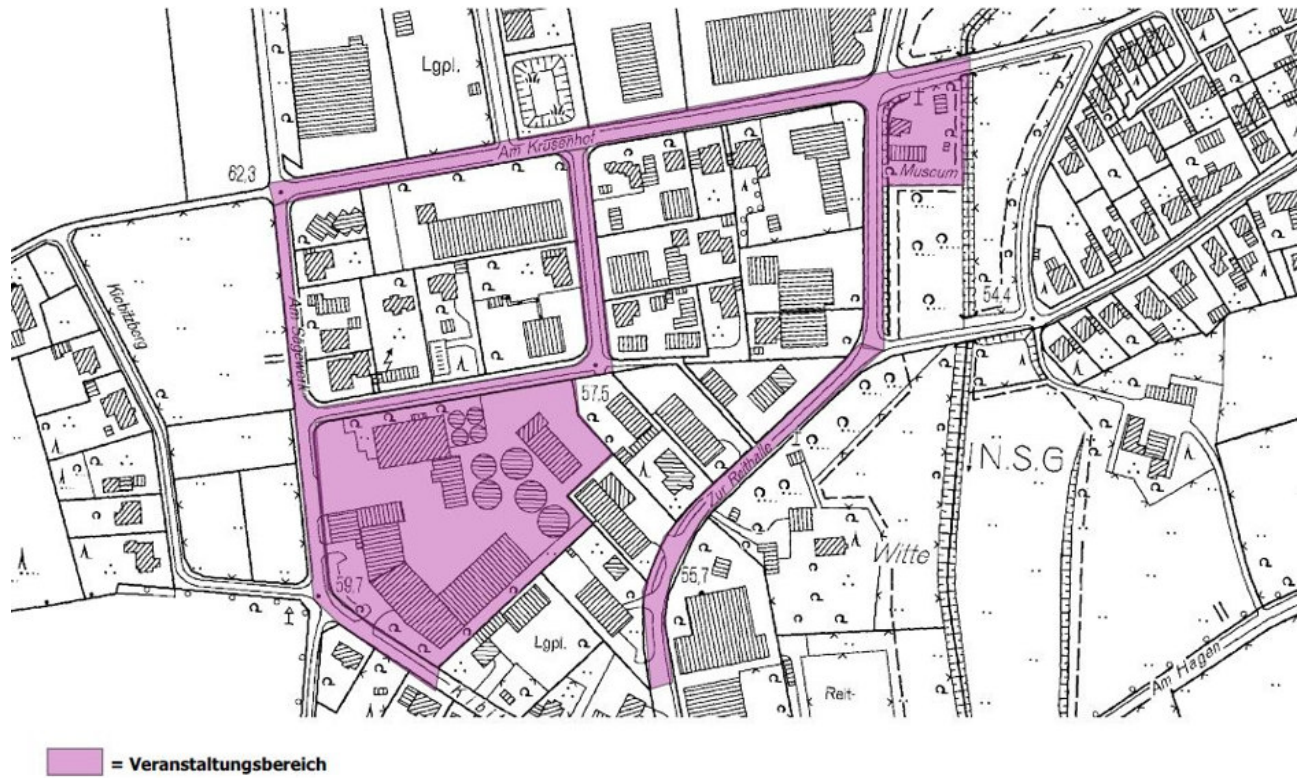 Lgpl.
Am Krusenhof
62,3
Museum
Kiebitzberg
Am Sägewerk
54,4
57,5
N.S.G
Zur Reithalle
Witte
59,7
55,7
Lgpl.
Reit-
Am Hagen
= Veranstaltungsbereich